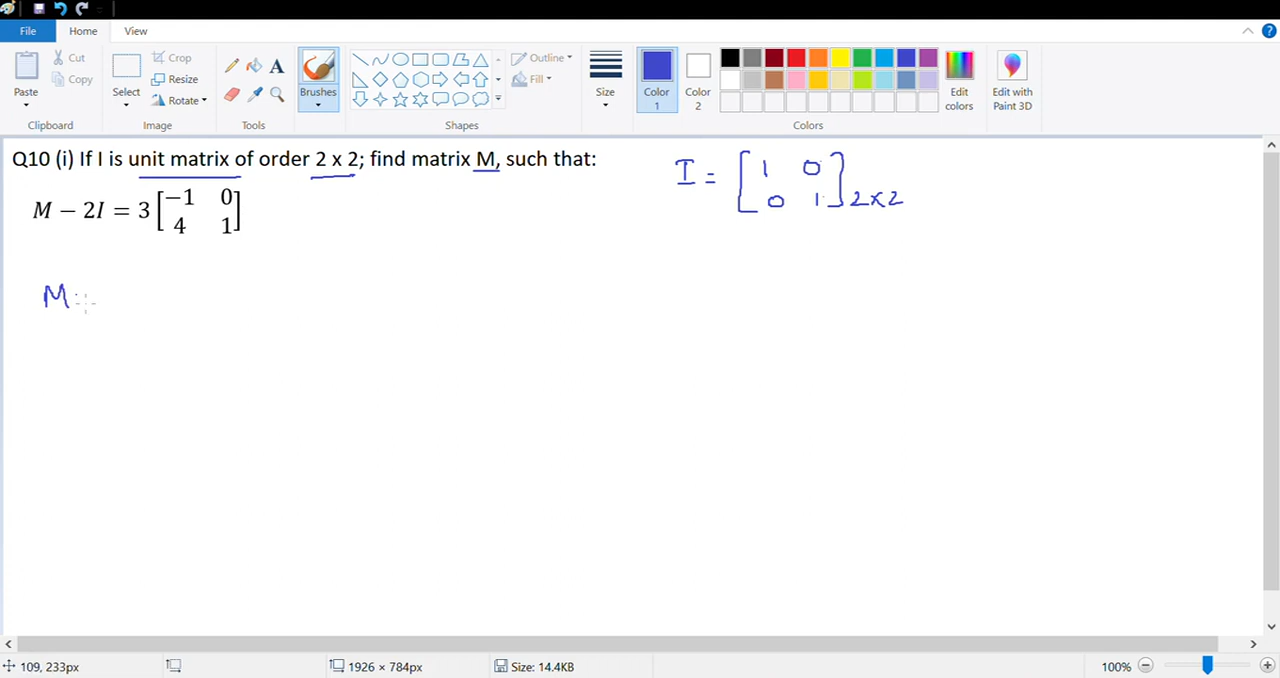 File Home View
Cut
Copy
Paste
Clipboard
Crop
Resize
Rotate
Select
Image
A
Tools
Brushes
Outline
Fill
Shapes
Size
Color 1
Color 2
Edit colors
Colors
Edit with Paint 3D
Q10 (i) If I is unit matrix of order 2 x 2; find matrix M, such that:
I = [1 0
0 1] 2×2
M − 2I = 3 [−1 0
4 1]
M
109, 233px 1926 × 784px Size: 14.4KB 100%